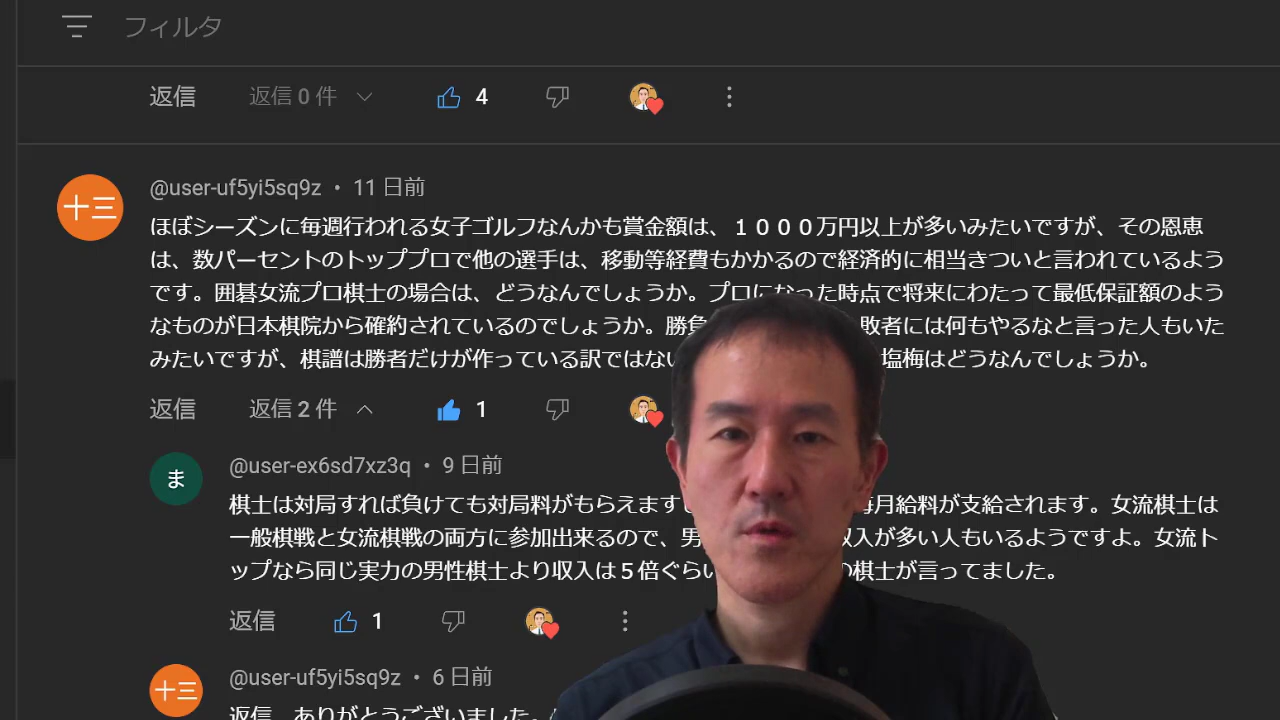 フィルタ
返信 返信 0 件 4
十三 @user-uf5yi5sq9z • 11 日前
ほぼシーズンに毎週行われる女子ゴルフなんかも賞金額は、１０００万円以上が多いみたいですが、その恩恵
は、数パーセントのトッププロで他の選手は、移動等経費もかかるので経済的に相当きついと言われているよう
です。囲碁女流プロ棋士の場合は、どうなんでしょうか。プロになった時点で将来にわたって最低保証額のよう
なものが日本棋院から確約されているのでしょうか。勝負 敗者には何もやるなと言った人もいた
みたいですが、棋譜は勝者だけが作っている訳ではな 塩梅はどうなんでしょうか。
返信 返信 2 件 1
ま @user-ex6sd7xz3q • 9 日前
棋士は対局すれば負けても対局料がもらえます 毎月給料が支給されます。女流棋士は
一般棋戦と女流棋戦の両方に参加出来るので、男 収入が多い人もいるようですよ。女流ト
ップなら同じ実力の男性棋士より収入は５倍ぐら の棋士が言ってました。
返信 1
十三 @user-uf5yi5sq9z • 6 日前
返信、ありがとうございました。